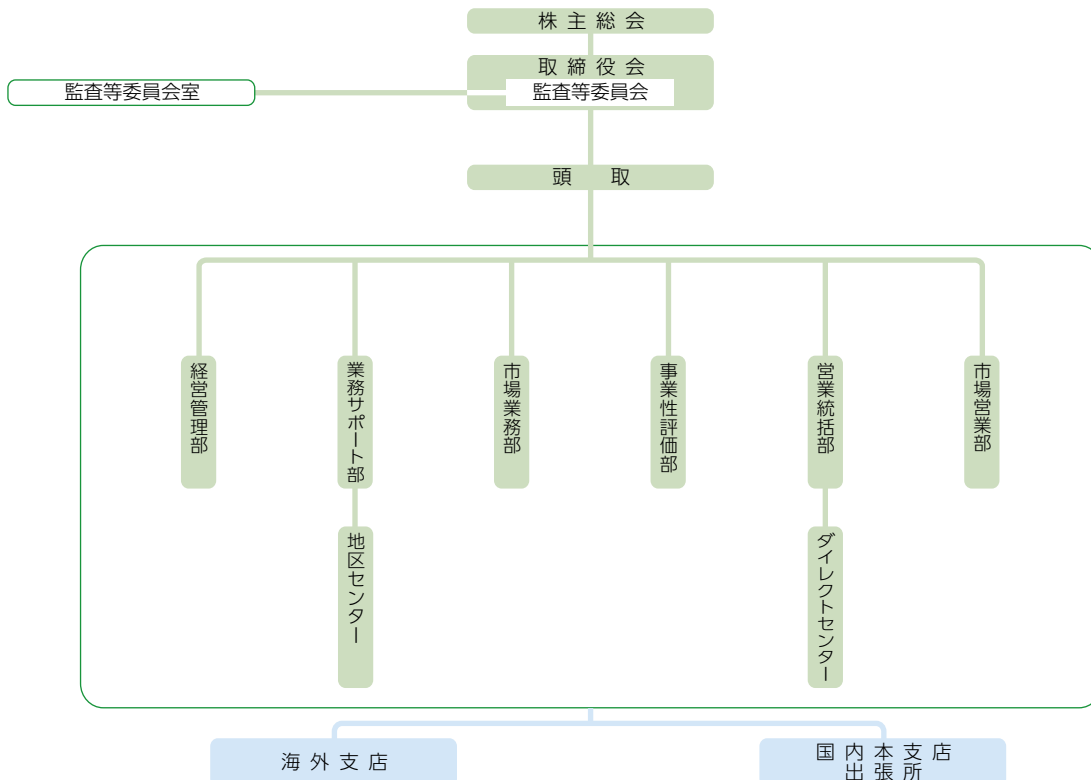 株主総会
取締役会
監査等委員会室
監査等委員会
頭取
経営管理部
業務サポート部
市場業務部
事業性評価部
営業統括部
市場営業部
地区センター
ダイレクトセンター
海外支店
国内本支店
出張所